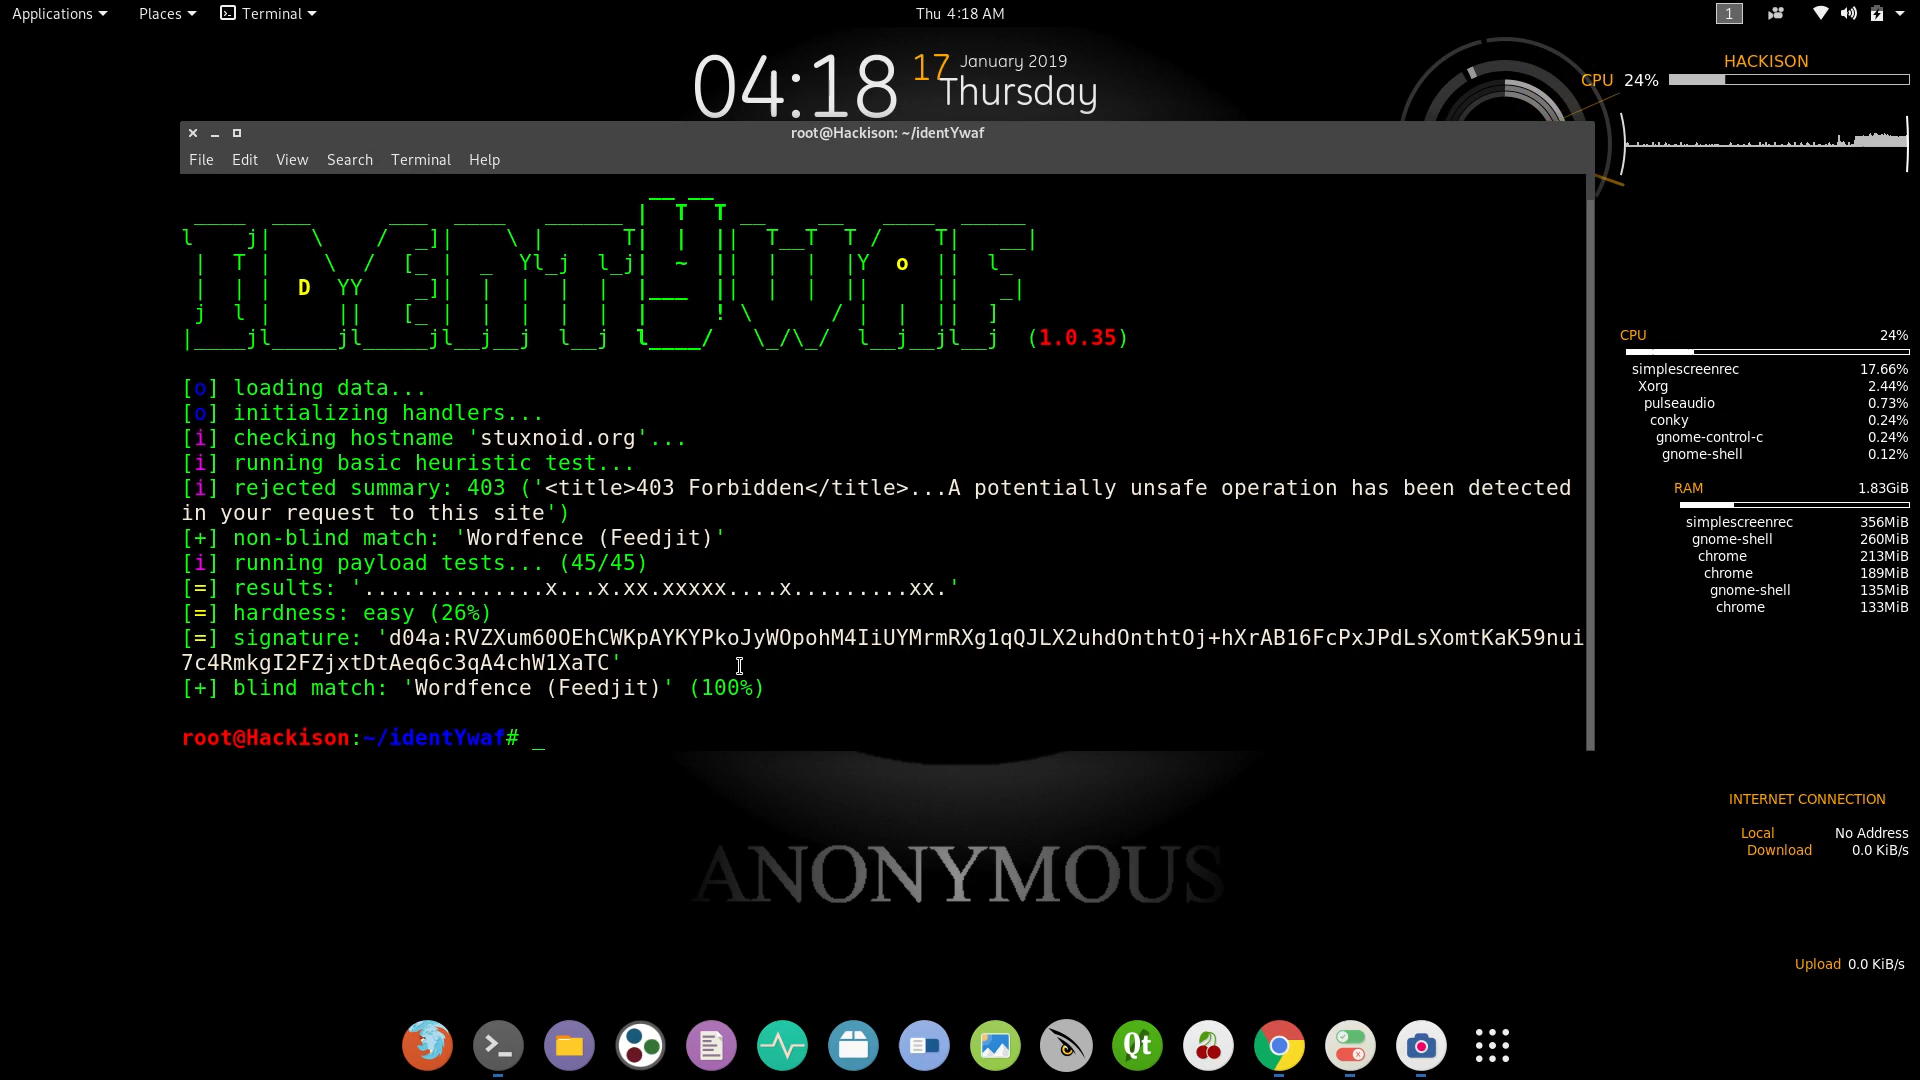 Applications Places Terminal Thu 4:18 AM 1
04:18 17 January 2019
Thursday
HACKISON
CPU 24%
root@Hackison: ~/identYwaf
File Edit View Search Terminal Help
(1.0.35)
[o] loading data...
[o] initializing handlers...
[i] checking hostname 'stuxnoid.org'...
[i] running basic heuristic test...
[i] rejected summary: 403 ('<title>403 Forbidden</title>...A potentially unsafe operation has been detected
in your request to this site')
[+] non-blind match: 'Wordfence (Feedjit)'
[i] running payload tests... (45/45)
[=] results: '..............x...x.xx.xxxxx....x.........xx.'
[=] hardness: easy (26%)
[=] signature: 'd04a:RVZXum60OEhCWKpAYKYPkoJyWOpohM4IiUYMrmRXg1qQJLX2uhdOnthtOj+hXrAB16FcPxJPdLsXomtKaK59nui
7c4RmkgI2FZjxtDtAeq6c3qA4chW1XaTC'
[+] blind match: 'Wordfence (Feedjit)' (100%)
root@Hackison:~/identYwaf# _
CPU 24%
simplescreenrec 17.66%
Xorg 2.44%
pulseaudio 0.73%
conky 0.24%
gnome-control-c 0.24%
gnome-shell 0.12%
RAM 1.83GiB
simplescreenrec 356MiB
gnome-shell 260MiB
chrome 213MiB
chrome 189MiB
gnome-shell 135MiB
chrome 133MiB
INTERNET CONNECTION
Local No Address
Download 0.0 KiB/s
Upload 0.0 KiB/s
ANONYMOUS
Qt